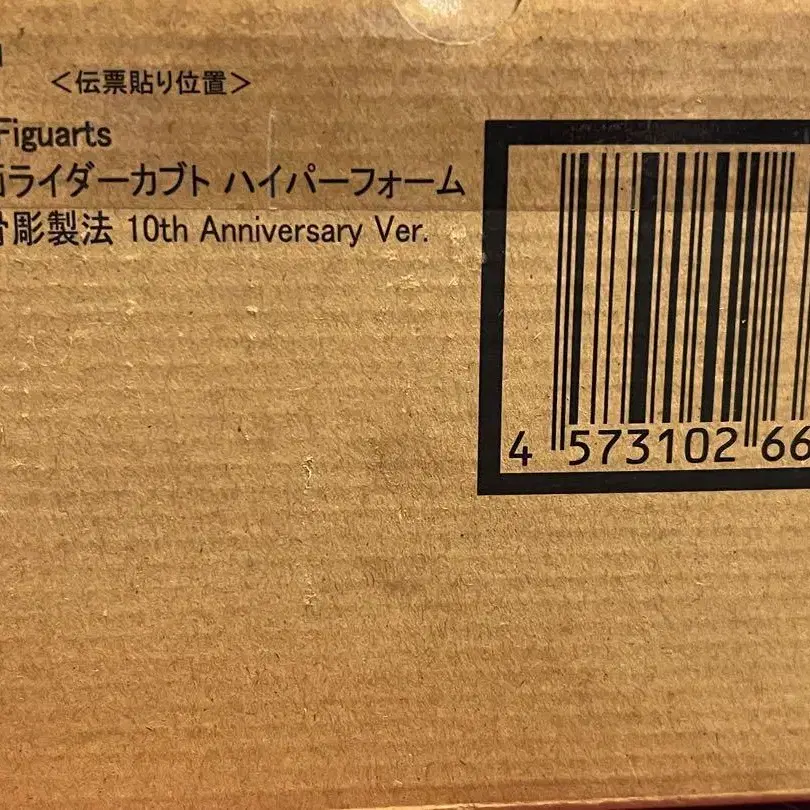 <伝票貼り位置>
Figuarts
ライダーカブト ハイパーフォーム
彫製法 10th Anniversary Ver.
4 573102 66